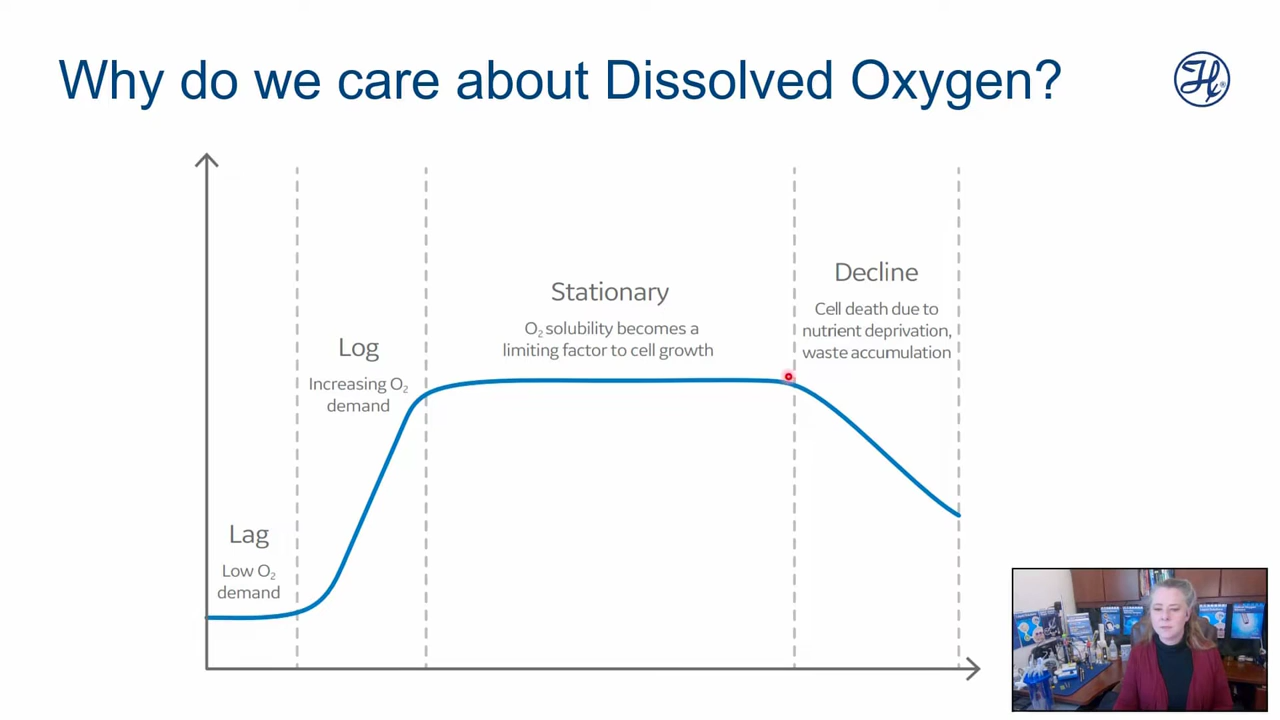 Why do we care about Dissolved Oxygen?
Stationary
O₂ solubility becomes a
limiting factor to cell growth
Decline
Cell death due to
nutrient deprivation,
waste accumulation
Log
Increasing O₂
demand
Lag
Low O₂
demand